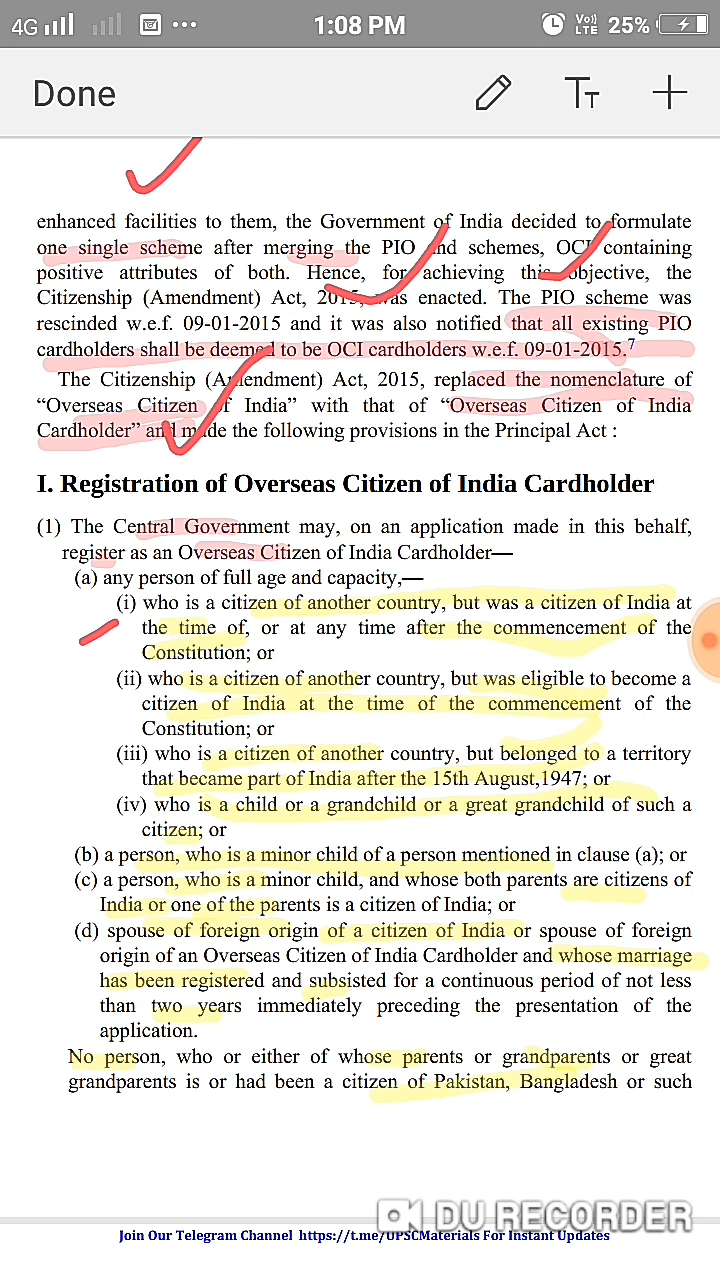 4G 1:08 PM Vo)) LTE 25%
Done
enhanced facilities to them, the Government of India decided to formulate
one single scheme after merging the PIO and schemes, OCI containing
positive attributes of both. Hence, for achieving this objective, the
Citizenship (Amendment) Act, 2015, was enacted. The PIO scheme was
rescinded w.e.f. 09-01-2015 and it was also notified that all existing PIO
cardholders shall be deemed to be OCI cardholders w.e.f. 09-01-2015.7
The Citizenship (Amendment) Act, 2015, replaced the nomenclature of
“Overseas Citizen of India” with that of “Overseas Citizen of India
Cardholder” and made the following provisions in the Principal Act :
I. Registration of Overseas Citizen of India Cardholder
(1) The Central Government may, on an application made in this behalf,
register as an Overseas Citizen of India Cardholder—
(a) any person of full age and capacity,—
(i) who is a citizen of another country, but was a citizen of India at
the time of, or at any time after the commencement of the
Constitution; or
(ii) who is a citizen of another country, but was eligible to become a
citizen of India at the time of the commencement of the
Constitution; or
(iii) who is a citizen of another country, but belonged to a territory
that became part of India after the 15th August,1947; or
(iv) who is a child or a grandchild or a great grandchild of such a
citizen; or
(b) a person, who is a minor child of a person mentioned in clause (a); or
(c) a person, who is a minor child, and whose both parents are citizens of
India or one of the parents is a citizen of India; or
(d) spouse of foreign origin of a citizen of India or spouse of foreign
origin of an Overseas Citizen of India Cardholder and whose marriage
has been registered and subsisted for a continuous period of not less
than two years immediately preceding the presentation of the
application.
No person, who or either of whose parents or grandparents or great
grandparents is or had been a citizen of Pakistan, Bangladesh or such
DU RECORDER
Join Our Telegram Channel https://t.me/UPSCMaterials For Instant Updates